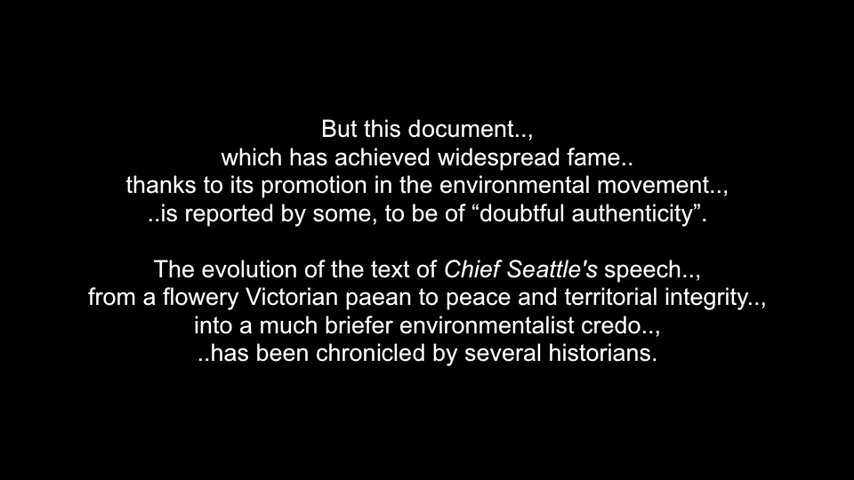 But this document..,
which has achieved widespread fame..
thanks to its promotion in the environmental movement..,
..is reported by some, to be of “doubtful authenticity”.
The evolution of the text of Chief Seattle's speech..,
from a flowery Victorian paean to peace and territorial integrity..,
into a much briefer environmentalist credo..,
..has been chronicled by several historians.